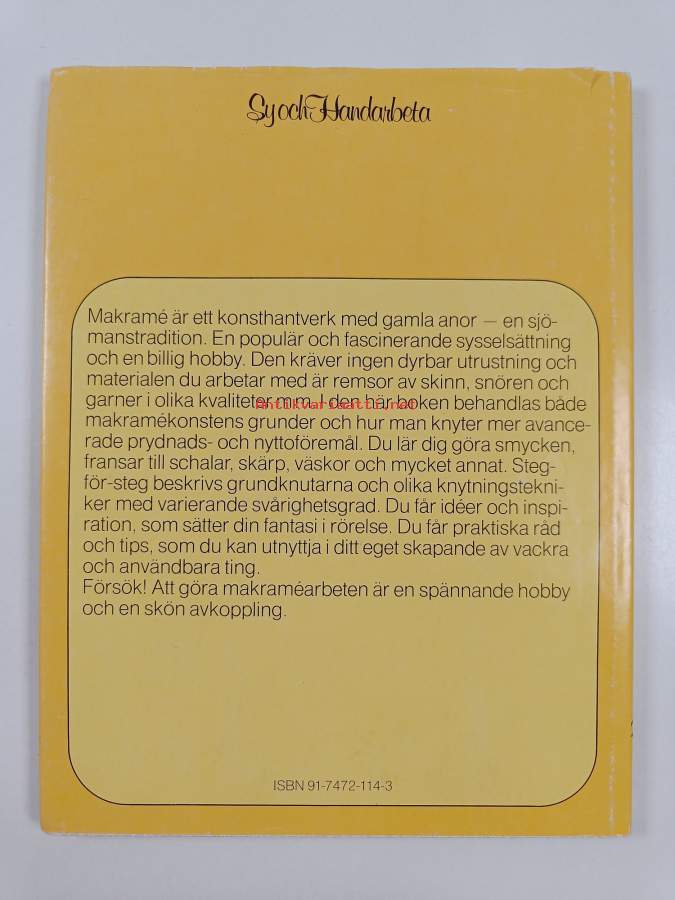 Sy och Handarbeta
Makramé är ett konsthantverk med gamla anor — en sjö-
manstradition. En populär och fascinerande sysselsättning
och en billig hobby. Den kräver ingen dyrbar utrustning och
materialen du arbetar med är remsor av skinn, snören och
garner i olika kvaliteter m.m. I den här boken behandlas både
antikvariaatti.net
makramékonstens grunder och hur man knyter mer avance-
rade prydnads- och nyttoföremål. Du lär dig göra smycken,
fransar till schalar, skärp, väskor och mycket annat. Steg-
för-steg beskrivs grundknutarna och olika knytningstekni-
ker med varierande svårighetsgrad. Du får idéer och inspi-
ration, som sätter din fantasi i rörelse. Du får praktiska råd
och tips, som du kan utnyttja i ditt eget skapande av vackra
och användbara ting.
Försök! Att göra makraméarbeten är en spännande hobby
och en skön avkoppling.
ISBN 91-7472-114-3